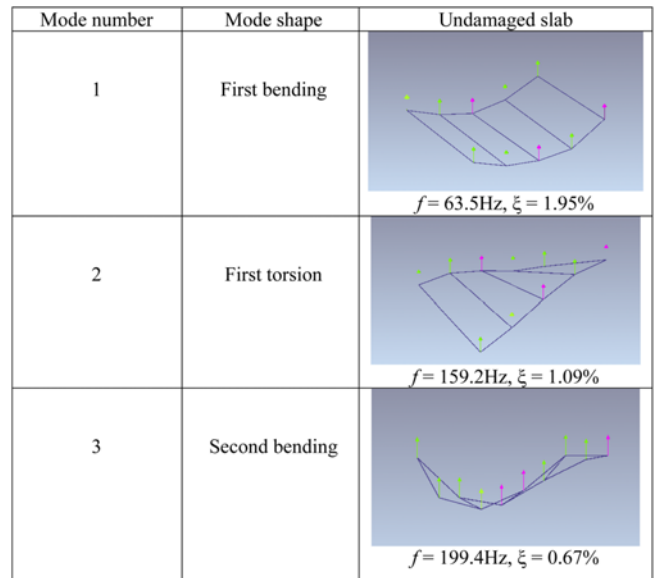 Mode number Mode shape Undamaged slab
1 First bending
f = 63.5Hz, ξ = 1.95%
2 First torsion
f = 159.2Hz, ξ = 1.09%
3 Second bending
f = 199.4Hz, ξ = 0.67%